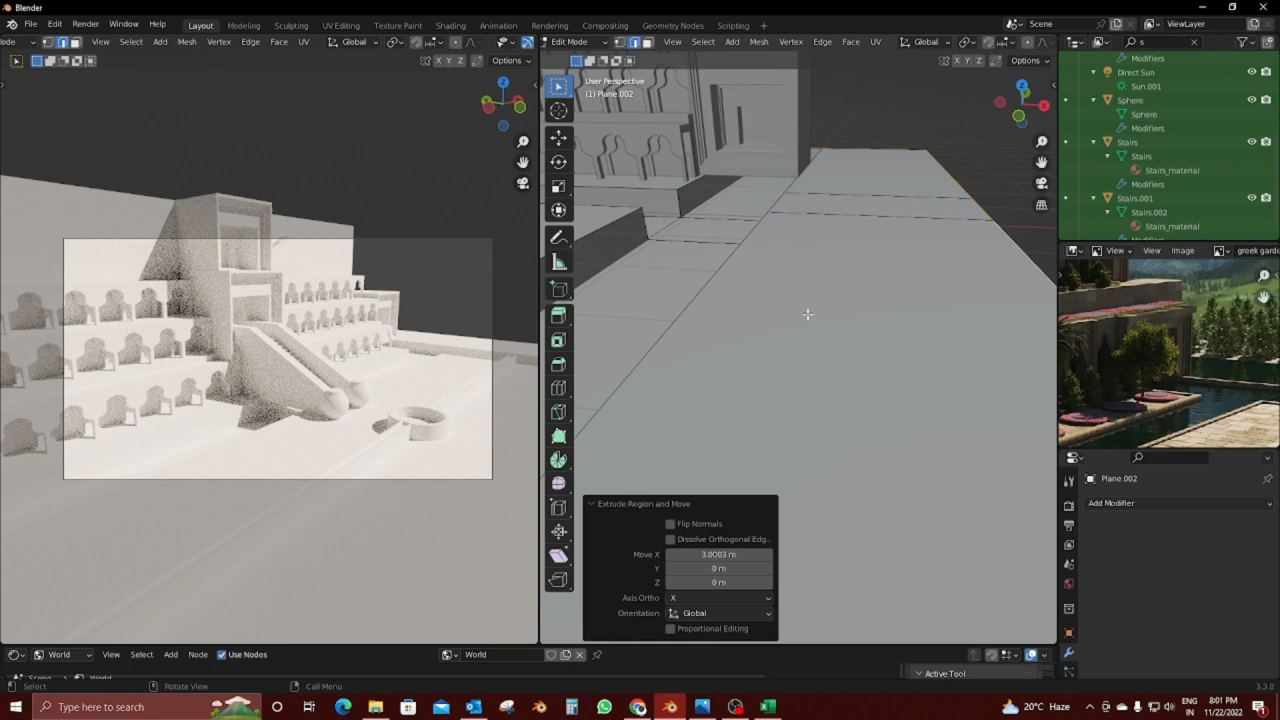 Blender
File Edit Render Window Help Layout Modeling Sculpting UV Editing Texture Paint Shading Animation Rendering Compositing Geometry Nodes Scripting + Scene ViewLayer
View Select Add Mesh Vertex Edge Face UV Global
Edit Mode View Select Add Mesh Vertex Edge Face UV Global
s
X Y Z Options
X Y Z Options
User Perspective
(1) Plane.002
Z
Z
X
Modifiers
Direct Sun
Sun.001
Sphere
Sphere
Modifiers
Stairs
Stairs
Stairs_material
Modifiers
Stairs.001
Stairs.002
Stairs_material
View View Image greek garde
Plane.002
Add Modifier
Extrude Region and Move
Flip Normals
Dissolve Orthogonal Edg...
Move X 3.0003 m
Y 0 m
Z 0 m
Axis Ortho X
Orientation Global
Proportional Editing
World View Select Add Node Use Nodes World
Active Tool
Select Rotate View Call Menu 3.3.0
Type here to search
20°C Haze
ENG
IN
8:01 PM
11/22/2022